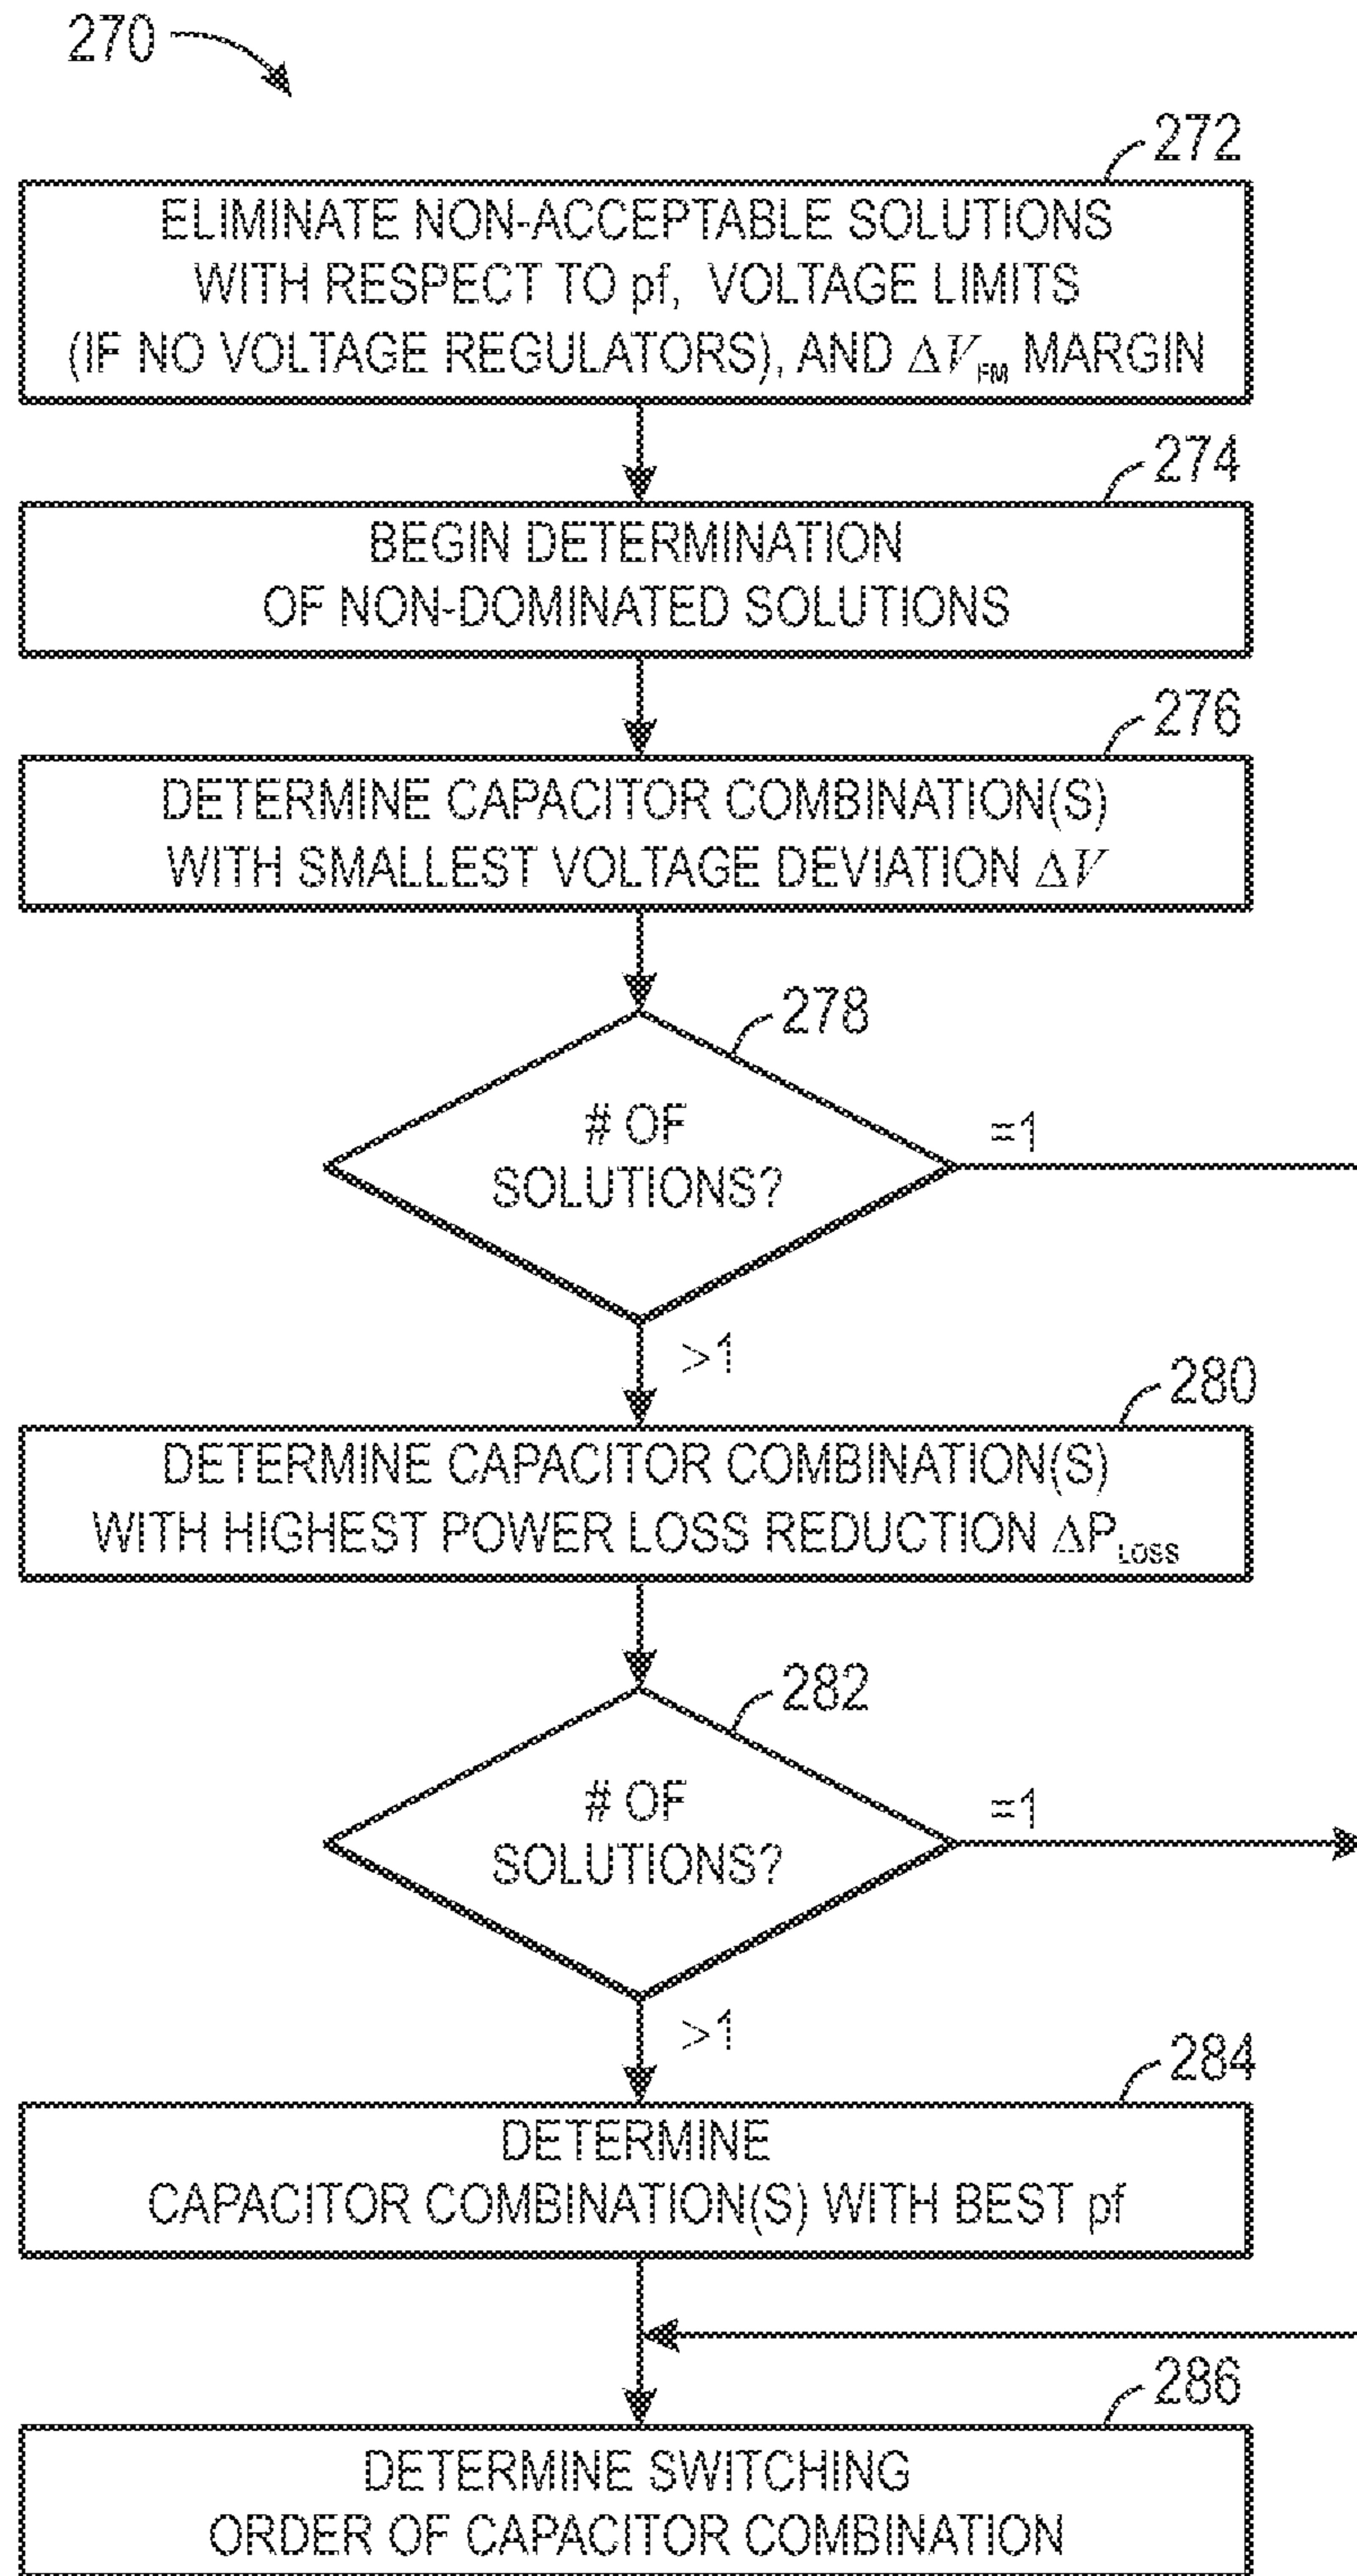 270
272
ELIMINATE NON-ACCEPTABLE SOLUTIONS
WITH RESPECT TO pf, VOLTAGE LIMITS
(IF NO VOLTAGE REGULATORS), AND ΔV_FM MARGIN
274
BEGIN DETERMINATION
OF NON-DOMINATED SOLUTIONS
276
DETERMINE CAPACITOR COMBINATION(S)
WITH SMALLEST VOLTAGE DEVIATION ΔV
278
# OF
SOLUTIONS?
=1
>1
280
DETERMINE CAPACITOR COMBINATION(S)
WITH HIGHEST POWER LOSS REDUCTION ΔP_LOSS
282
# OF
SOLUTIONS?
=1
>1
284
DETERMINE
CAPACITOR COMBINATION(S) WITH BEST pf
286
DETERMINE SWITCHING
ORDER OF CAPACITOR COMBINATION